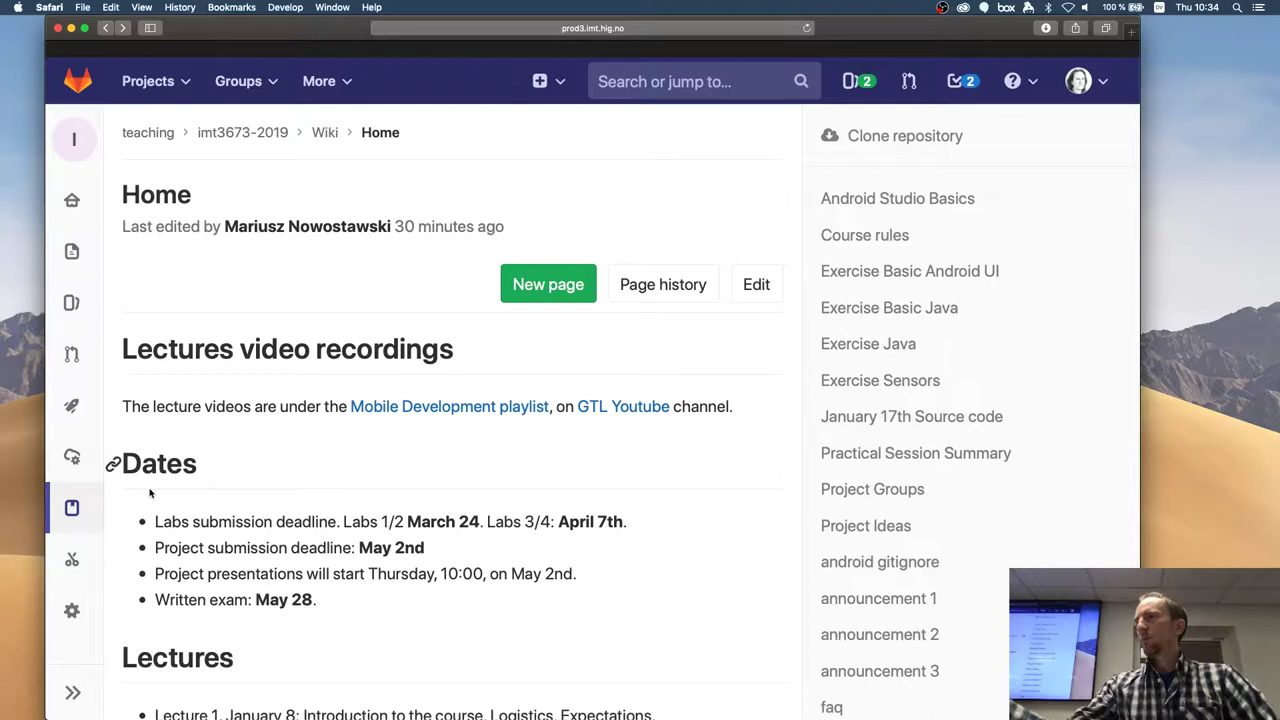 Safari File Edit View History Bookmarks Develop Window Help
box 100 % Thu 10:34
prod3.imt.hig.no
Projects Groups More Search or jump to... 2 2
teaching > imt3673-2019 > Wiki > Home
I
Home
Last edited by Mariusz Nowostawski 30 minutes ago
New page Page history Edit
Lectures video recordings
The lecture videos are under the Mobile Development playlist, on GTL Youtube channel.
Dates
• Labs submission deadline. Labs 1/2 March 24. Labs 3/4: April 7th.
• Project submission deadline: May 2nd
• Project presentations will start Thursday, 10:00, on May 2nd.
• Written exam: May 28.
Lectures
• Lecture 1, January 8: Introduction to the course. Logistics. Expectations.
Clone repository
Android Studio Basics
Course rules
Exercise Basic Android UI
Exercise Basic Java
Exercise Java
Exercise Sensors
January 17th Source code
Practical Session Summary
Project Groups
Project Ideas
android gitignore
announcement 1
announcement 2
announcement 3
faq